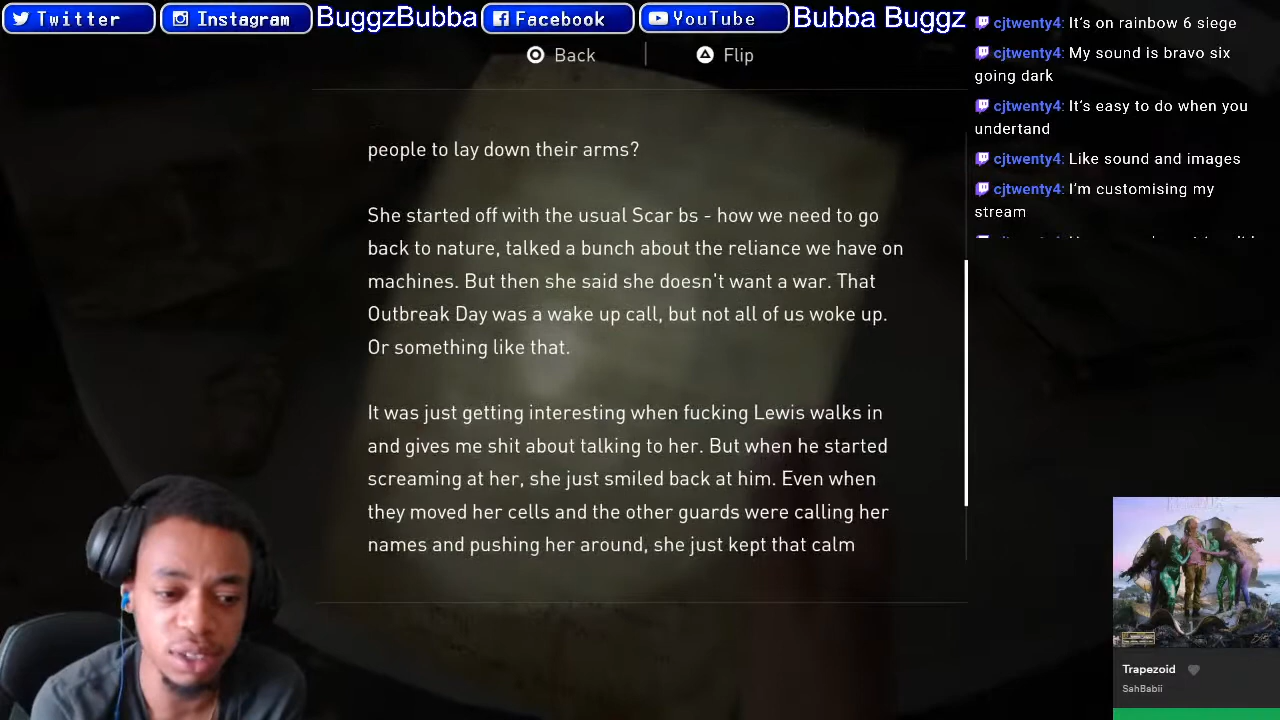 Twitter
Instagram
BuggzBubba
Facebook
YouTube
Bubba Buggz
Back
Flip
people to lay down their arms?
She started off with the usual Scar bs - how we need to go
back to nature, talked a bunch about the reliance we have on
machines. But then she said she doesn't want a war. That
Outbreak Day was a wake up call, but not all of us woke up.
Or something like that.
It was just getting interesting when fucking Lewis walks in
and gives me shit about talking to her. But when he started
screaming at her, she just smiled back at him. Even when
they moved her cells and the other guards were calling her
names and pushing her around, she just kept that calm
cjtwenty4: It's on rainbow 6 siege
cjtwenty4: My sound is bravo six
going dark
cjtwenty4: It's easy to do when you
undertand
cjtwenty4: Like sound and images
cjtwenty4: I'm customising my
stream
Trapezoid
SahBabii